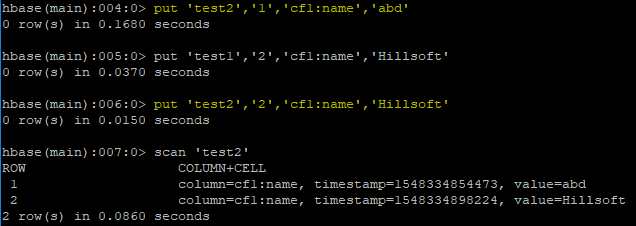 hbase(main):004:0> put 'test2','1','cf1:name','abd'
0 row(s) in 0.1680 seconds
hbase(main):005:0> put 'test1','2','cf1:name','Hillsoft'
0 row(s) in 0.0370 seconds
hbase(main):006:0> put 'test2','2','cf1:name','Hillsoft'
0 row(s) in 0.0150 seconds
hbase(main):007:0> scan 'test2'
ROW COLUMN+CELL
1 column=cf1:name, timestamp=1548334854473, value=abd
2 column=cf1:name, timestamp=1548334898224, value=Hillsoft
2 row(s) in 0.0860 seconds